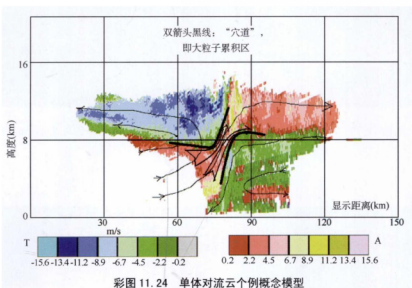 双箭头黑线："穴道"，
即大粒子累积区
16
8
0
高度(km)
30 60 90 120 150
显示距离(km)
m/s
T
A
-15.6 -13.4 -11.2 -8.9 -6.7 -4.5 -2.2 -0.2
0.2 2.2 4.5 6.7 8.9 11.2 13.4 15.6
彩图 11.24 单体对流云个例概念模型